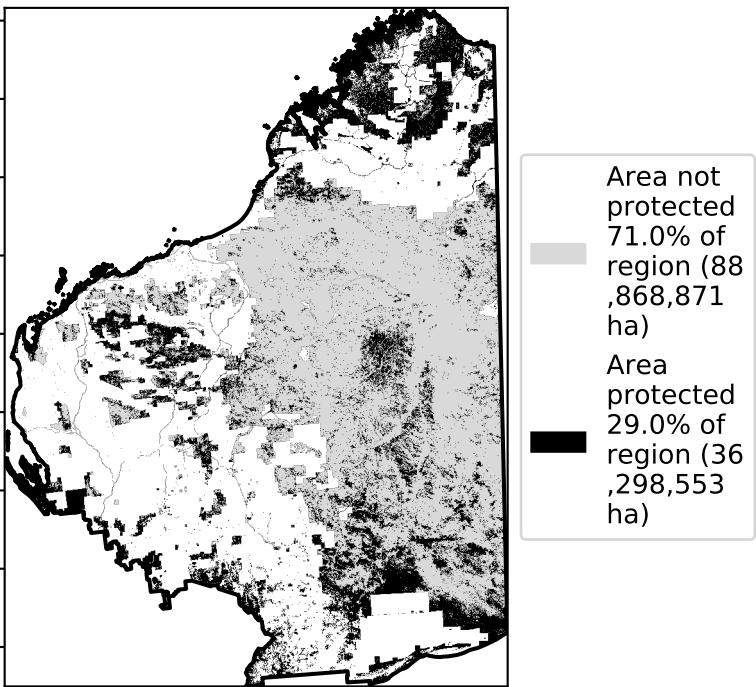 Area not
protected
71.0% of
region (88
,868,871
ha)
Area
protected
29.0% of
region (36
,298,553
ha)